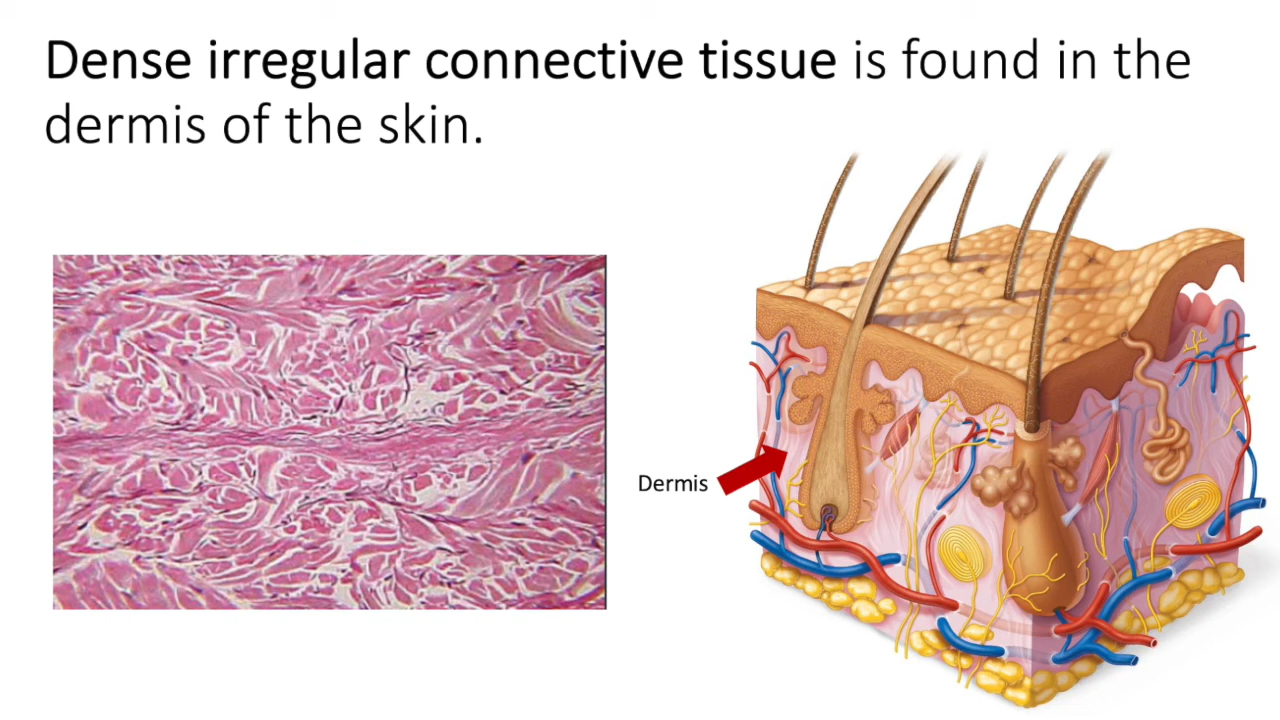 Dense irregular connective tissue is found in the
dermis of the skin.
Dermis